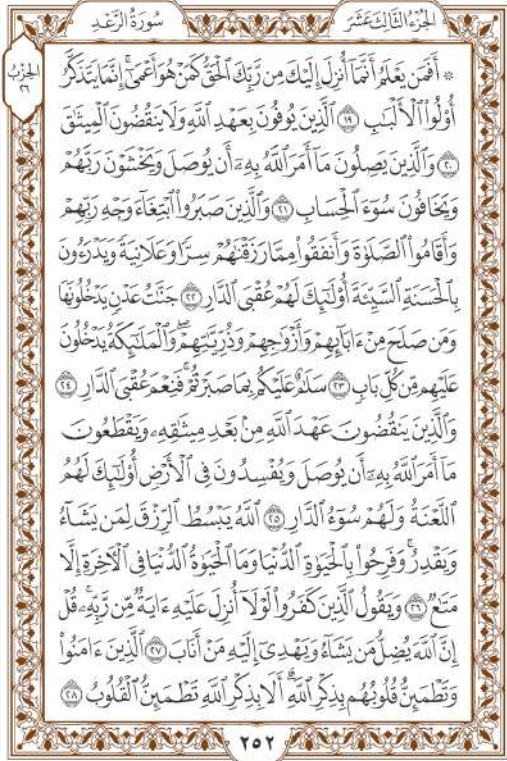 الجزء الثالث عشر
سورة الرعد
الحزب
٢٦
۞ أَفَمَن يَعْلَمُ أَنَّمَآ أُنزِلَ إِلَيْكَ مِن رَّبِّكَ ٱلْحَقُّ كَمَنْ هُوَ أَعْمَىٰٓ ۚ إِنَّمَا يَتَذَكَّرُ
أُو۟لُوا۟ ٱلْأَلْبَٰبِ ١٩ ٱلَّذِينَ يُوفُونَ بِعَهْدِ ٱللَّهِ وَلَا يَنقُضُونَ ٱلْمِيثَٰقَ
٢٠ وَٱلَّذِينَ يَصِلُونَ مَآ أَمَرَ ٱللَّهُ بِهِۦٓ أَن يُوصَلَ وَيَخْشَوْنَ رَبَّهُمْ
وَيَخَافُونَ سُوٓءَ ٱلْحِسَابِ ٢١ وَٱلَّذِينَ صَبَرُوا۟ ٱبْتِغَآءَ وَجْهِ رَبِّهِمْ
وَأَقَامُوا۟ ٱلصَّلَوٰةَ وَأَنفَقُوا۟ مِمَّا رَزَقْنَٰهُمْ سِرًّا وَعَلَانِيَةً وَيَدْرَءُونَ
بِٱلْحَسَنَةِ ٱلسَّيِّئَةَ أُو۟لَٰٓئِكَ لَهُمْ عُقْبَى ٱلدَّارِ ٢٢ جَنَّٰتُ عَدْنٍ يَدْخُلُونَهَا
وَمَن صَلَحَ مِنْ ءَابَآئِهِمْ وَأَزْوَٰجِهِمْ وَذُرِّيَّٰتِهِمْ ۖ وَٱلْمَلَٰٓئِكَةُ يَدْخُلُونَ
عَلَيْهِم مِّن كُلِّ بَابٍ ٢٣ سَلَٰمٌ عَلَيْكُم بِمَا صَبَرْتُمْ ۚ فَنِعْمَ عُقْبَى ٱلدَّارِ ٢٤
وَٱلَّذِينَ يَنقُضُونَ عَهْدَ ٱللَّهِ مِنۢ بَعْدِ مِيثَٰقِهِۦ وَيَقْطَعُونَ
مَآ أَمَرَ ٱللَّهُ بِهِۦٓ أَن يُوصَلَ وَيُفْسِدُونَ فِى ٱلْأَرْضِ ۙ أُو۟لَٰٓئِكَ لَهُمُ
ٱللَّعْنَةُ وَلَهُمْ سُوٓءُ ٱلدَّارِ ٢٥ ٱللَّهُ يَبْسُطُ ٱلرِّزْقَ لِمَن يَشَآءُ
وَيَقْدِرُ ۚ وَفَرِحُوا۟ بِٱلْحَيَوٰةِ ٱلدُّنْيَا وَمَا ٱلْحَيَوٰةُ ٱلدُّنْيَا فِى ٱلْءَاخِرَةِ إِلَّا
مَتَٰعٌ ٢٦ وَيَقُولُ ٱلَّذِينَ كَفَرُوا۟ لَوْلَآ أُنزِلَ عَلَيْهِ ءَايَةٌ مِّن رَّبِّهِۦ ۗ قُلْ
إِنَّ ٱللَّهَ يُضِلُّ مَن يَشَآءُ وَيَهْدِىٓ إِلَيْهِ مَنْ أَنَابَ ٢٧ ٱلَّذِينَ ءَامَنُوا۟
وَتَطْمَئِنُّ قُلُوبُهُم بِذِكْرِ ٱللَّهِ ۗ أَلَا بِذِكْرِ ٱللَّهِ تَطْمَئِنُّ ٱلْقُلُوبُ ٢٨
٢٥٢